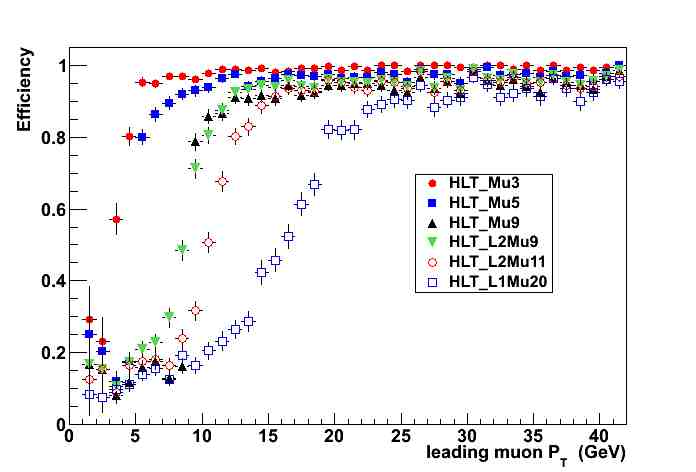 Efficiency
1
0.8
0.6
0.4
0.2
0
HLT_Mu3
HLT_Mu5
HLT_Mu9
HLT_L2Mu9
HLT_L2Mu11
HLT_L1Mu20
0 5 10 15 20 25 30 35 40
leading muon P_T (GeV)